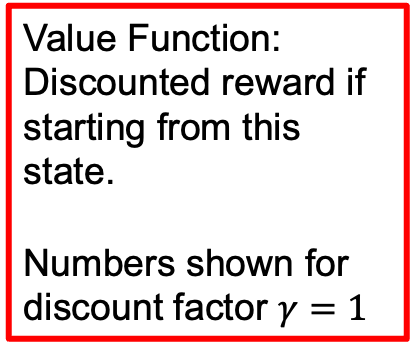 Value Function:
Discounted reward if
starting from this
state.
Numbers shown for
discount factor γ = 1